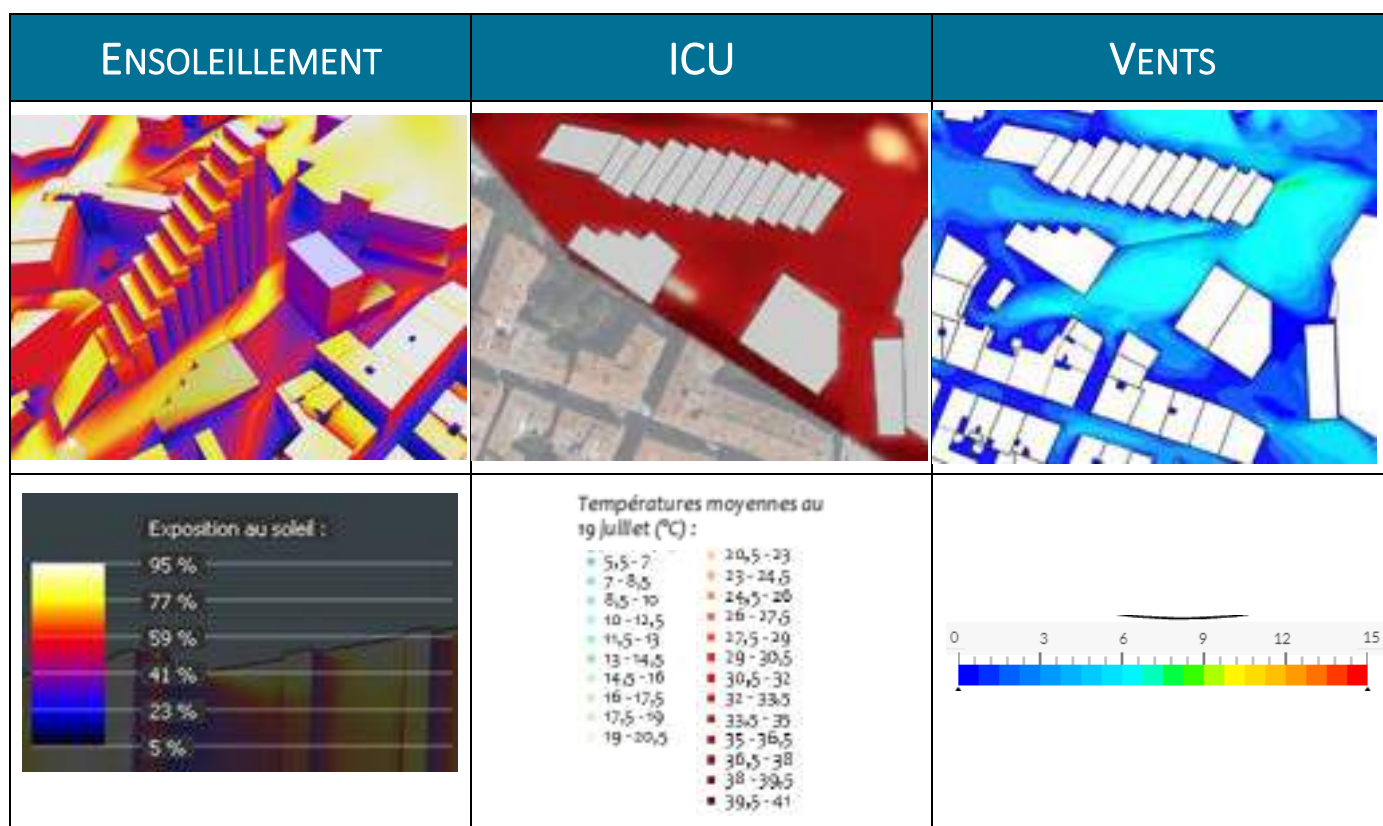 ENSOLEILLEMENT
ICU
VENTS
Exposition au soleil :
95 %
77 %
59 %
41 %
23 %
5 %
Températures moyennes au
19 juillet (°C) :
5,5 - 7
7 - 8,5
8,5 - 10
10 - 12,5
11,5 - 13
13 - 14,5
14,5 - 16
16 - 17,5
17,5 - 19
19 - 20,5
20,5 - 23
23 - 24,5
24,5 - 26
26 - 27,5
27,5 - 29
29 - 30,5
30,5 - 32
32 - 33,5
33,5 - 35
35 - 36,5
36,5 - 38
38 - 39,5
39,5 - 41
0 3 6 9 12 15